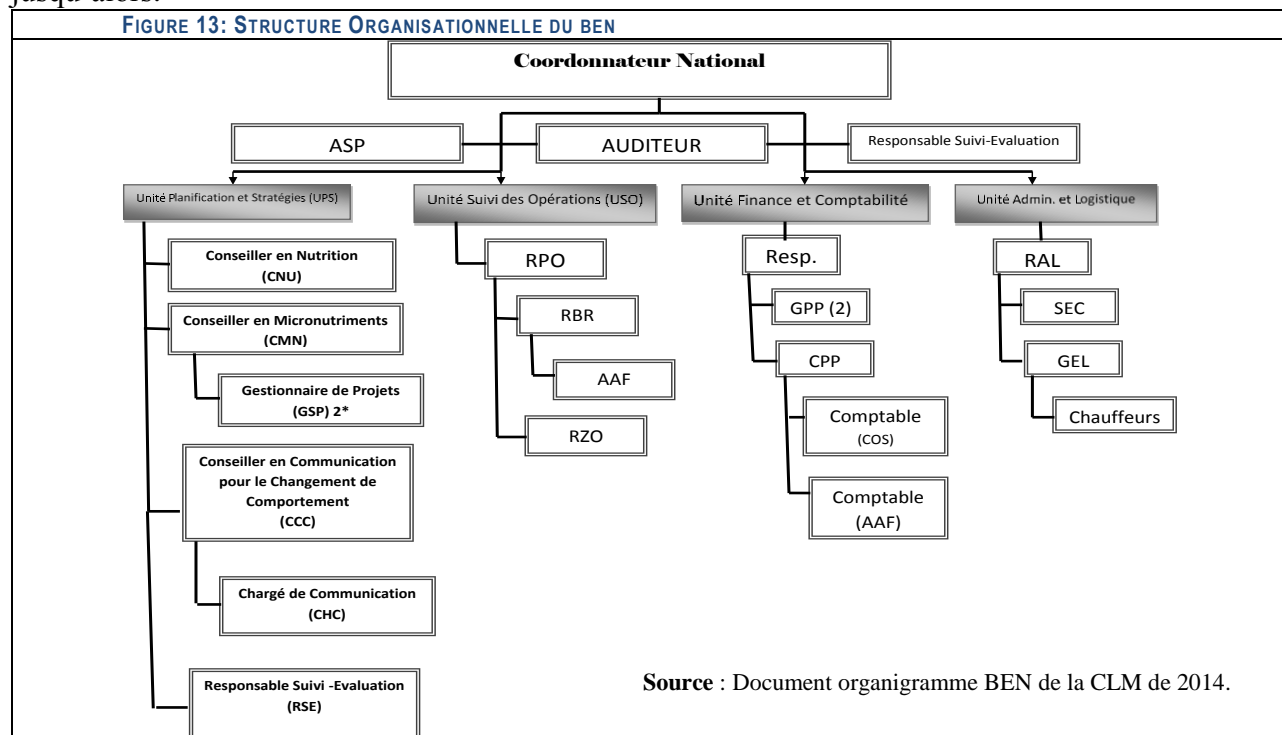 jusqu'alors.
FIGURE 13: STRUCTURE ORGANISATIONNELLE DU BEN
Coordonnateur National
ASP
AUDITEUR
Responsable Suivi-Evaluation
Unité Planification et Stratégies (UPS)
Unité Suivi des Opérations (USO)
Unité Finance et Comptabilité
Unité Admin. et Logistique
Conseiller en Nutrition
(CNU)
Conseiller en Micronutriments
(CMN)
Gestionnaire de Projets
(GSP) 2*
Conseiller en Communication
pour le Changement de
Comportement
(CCC)
Chargé de Communication
(CHC)
Responsable Suivi -Evaluation
(RSE)
RPO
RBR
AAF
RZO
Resp.
GPP (2)
CPP
Comptable
(COS)
Comptable
(AAF)
RAL
SEC
GEL
Chauffeurs
Source : Document organigramme BEN de la CLM de 2014.